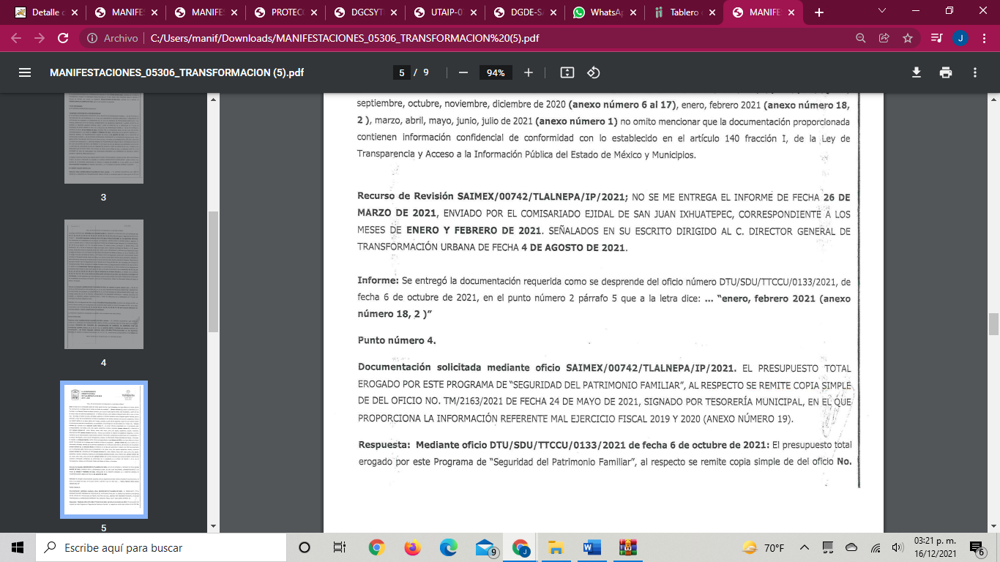 Detalle d
MANIFES
MANIFES
PROTECC
DGCSYT
UTAIP-0
DGDE-SA
WhatsAp
Tablero
MANIFES
Archivo
C:/Users/manif/Downloads/MANIFESTACIONES_05306_TRANSFORMACION%20(5).pdf
J
MANIFESTACIONES_05306_TRANSFORMACION (5).pdf
5 / 9
94%
3
4
5
septiembre, octubre, noviembre, diciembre de 2020 (anexo número 6 al 17), enero, febrero 2021 (anexo número 18,
2 ), marzo, abril, mayo, junio, julio de 2021 (anexo número 1) no omito mencionar que la documentación proporcionada
contienen información confidencial de conformidad con lo establecido en el artículo 140 fracción I, de la Ley de
Transparencia y Acceso a la Información Pública del Estado de México y Municipios.
Recurso de Revisión SAIMEX/00742/TLALNEPA/IP/2021; NO SE ME ENTREGA EL INFORME DE FECHA 26 DE
MARZO DE 2021, ENVIADO POR EL COMISARIADO EJIDAL DE SAN JUAN IXHUATEPEC, CORRESPONDIENTE A LOS
MESES DE ENERO Y FEBRERO DE 2021. SEÑALADOS EN SU ESCRITO DIRIGIDO AL C. DIRECTOR GENERAL DE
TRANSFORMACIÓN URBANA DE FECHA 4 DE AGOSTO DE 2021.
Informe: Se entregó la documentación requerida como se desprende del oficio número DTU/SDU/TTCCU/0133/2021, de
fecha 6 de octubre de 2021, en el punto número 2 párrafo 5 que a la letra dice: ... "enero, febrero 2021 (anexo
número 18, 2 )"
Punto número 4.
Documentación solicitada mediante oficio SAIMEX/00742/TLALNEPA/IP/2021. EL PRESUPUESTO TOTAL
EROGADO POR ESTE PROGRAMA DE "SEGURIDAD DEL PATRIMONIO FAMILIAR", AL RESPECTO SE REMITE COPIA SIMPLE
DE DEL OFICIO NO. TM/2163/2021 DE FECHA 24 DE MAYO DE 2021, SIGNADO POR TESORERÍA MUNICIPAL, EN EL QUE
PROPORCIONA INFORMACIÓN REFERENTE MAL EJERCICIO FISCAL 2019 Y 2020 (ANEXO NÚMERO 19).
Respuesta: Mediante oficio DTU/SDU/TTCCU/0133/2021 de fecha 6 de octubre de 2021: El presupuesto total
erogado por este Programa de "Seguridad del Patrimonio Familiar", al respecto se remite copia simple de del oficio No.
Escribe aquí para buscar
9
J
70°F
03:21 p. m.
16/12/2021
6